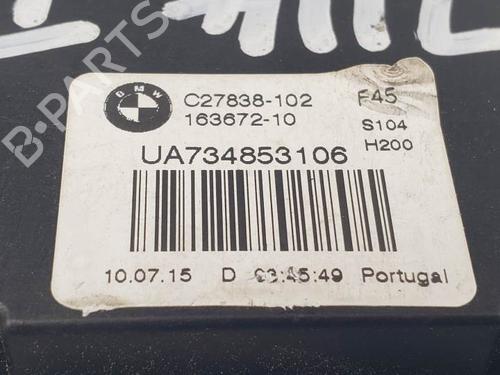 B-PARTS
BMW
C27838-102 F45
163672-10 S104
H200
UA734853106
10.07.15 D 03:45:49 Portugal